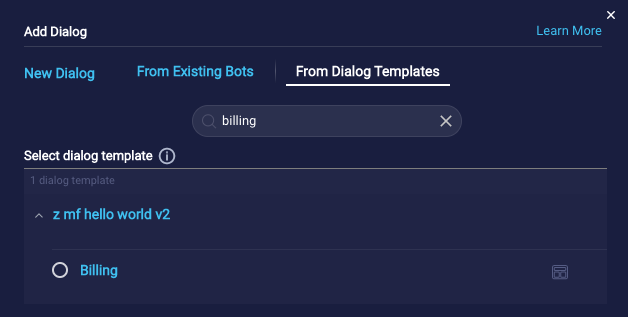 Add Dialog
Learn More
New Dialog
From Existing Bots
From Dialog Templates
billing
Select dialog template
1 dialog template
z mf hello world v2
Billing